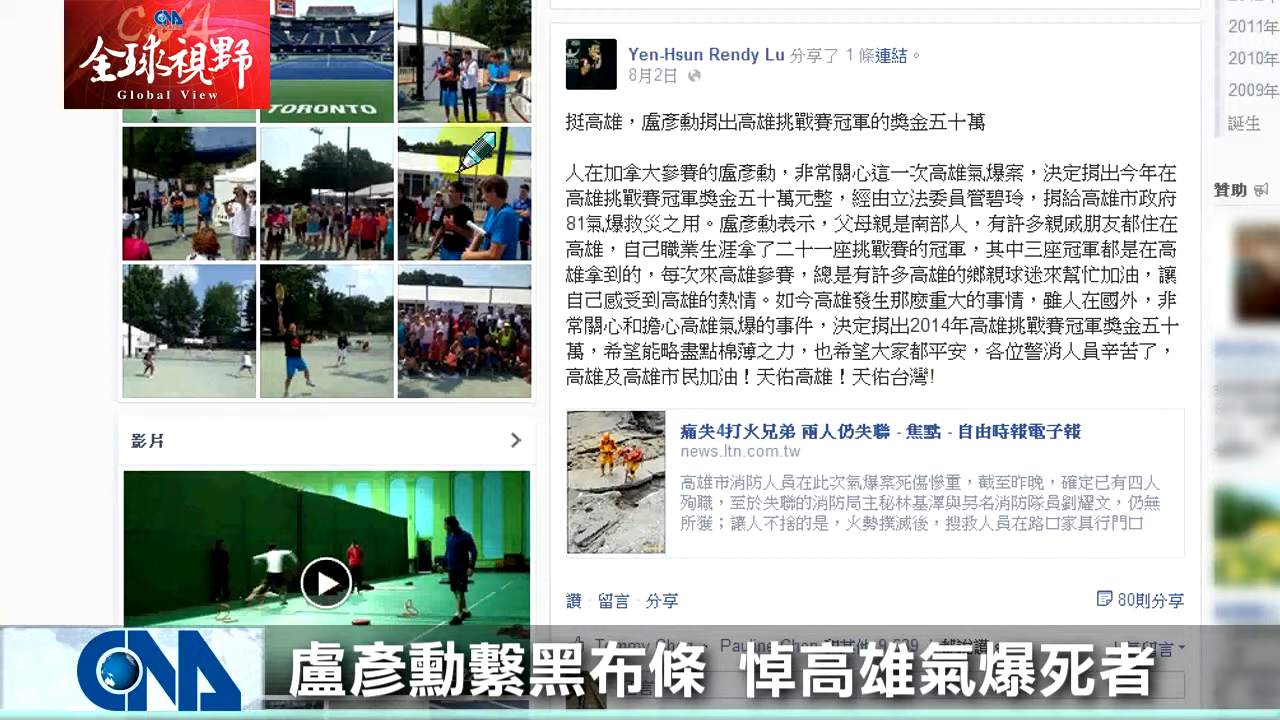 CNA
全球視野
Global View
TORONTO
Yen-Hsun Rendy Lu 分享了 1 條連結。
8月2日
挺高雄，盧彥勳捐出高雄挑戰賽冠軍的獎金五十萬
人在加拿大參賽的盧彥勳，非常關心這一次高雄氣爆案，決定捐出今年在
高雄挑戰賽冠軍獎金五十萬元整，經由立法委員管碧玲，捐給高雄市政府
81氣爆救災之用。盧彥勳表示，父母親是南部人，有許多親戚朋友都住在
高雄，自己職業生涯拿了二十一座挑戰賽的冠軍，其中三座冠軍都是在高
雄拿到的，每次來高雄參賽，總是有許多高雄的鄉親球迷來幫忙加油，讓
自己感受到高雄的熱情。如今高雄發生那麼重大的事情，雖人在國外，非
常關心和擔心高雄氣爆的事件，決定捐出2014年高雄挑戰賽冠軍獎金五十
萬，希望能略盡點棉薄之力，也希望大家都平安，各位警消人員辛苦了，
高雄及高雄市民加油！天佑高雄！天佑台灣!
痛失4打火兄弟 兩人仍失聯 - 焦點 - 自由時報電子報
news.ltn.com.tw
高雄市消防人員在此次氣爆案死傷慘重，截至昨晚，確定已有四人
殉職，至於失聯的消防局主秘林基澤與另名消防隊員劉耀文，仍無
所獲；讓人不捨的是，火勢撲滅後，搜救人員在路口家具行門口
讚 · 留言 · 分享
80則分享
2011年
2010年
2009年
誕生
贊助
影片
CNA
盧彥勳繫黑布條 悼高雄氣爆死者